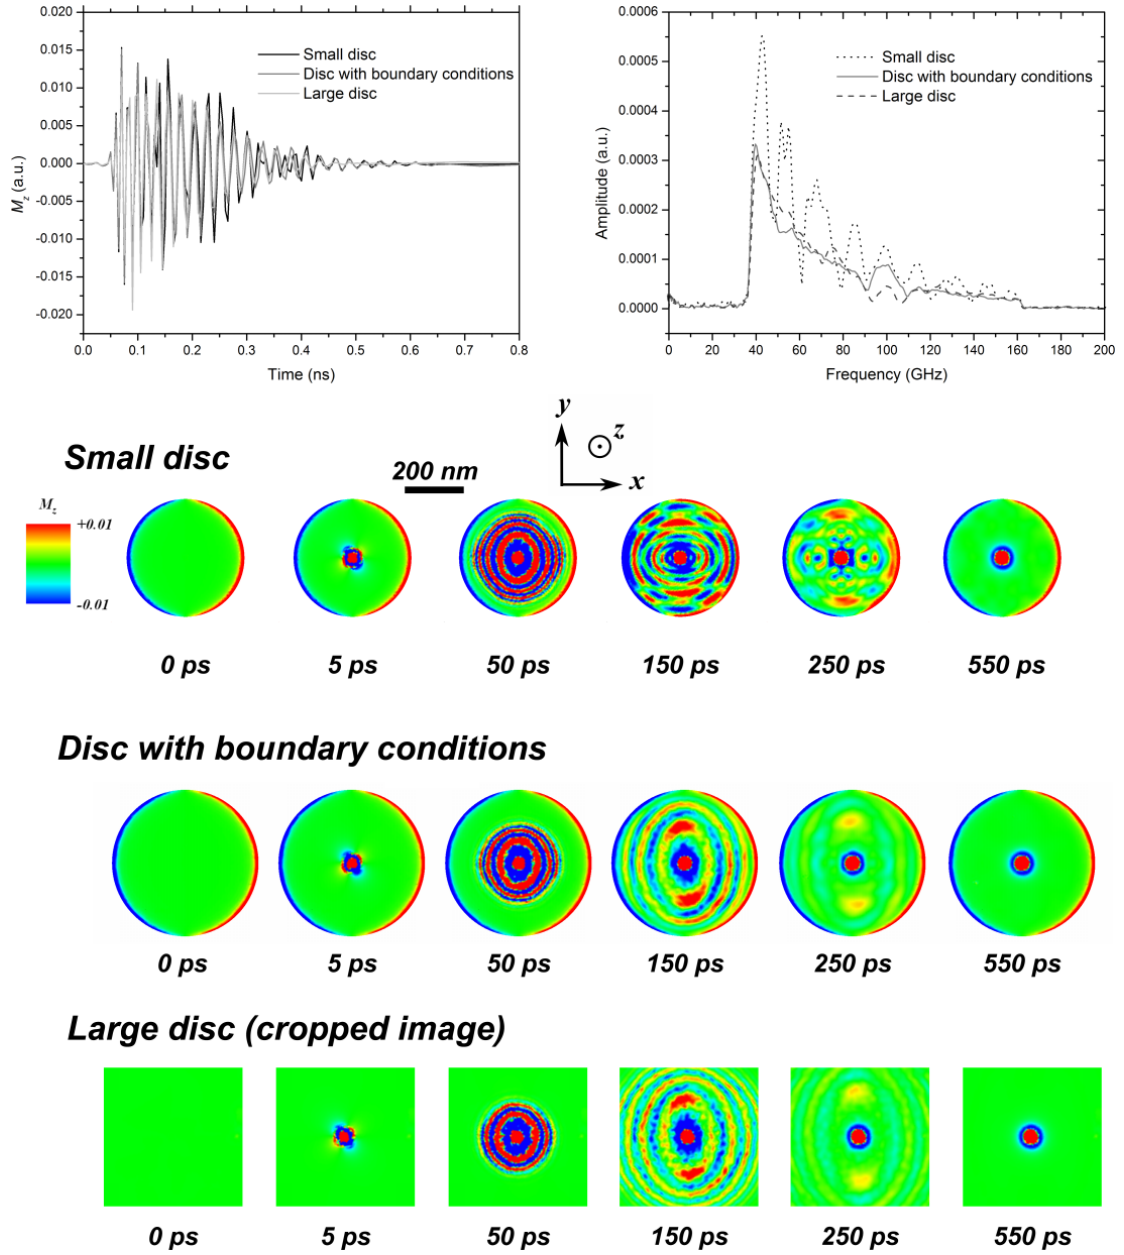 0.020
0.015
0.010
0.005
0.000
-0.005
-0.010
-0.015
-0.020
Mz (a.u.)
Small disc
Disc with boundary conditions
Large disc
0.0 0.1 0.2 0.3 0.4 0.5 0.6 0.7 0.8
Time (ns)
0.0006
0.0005
0.0004
0.0003
0.0002
0.0001
0.0000
Amplitude (a.u.)
Small disc
Disc with boundary conditions
Large disc
0 20 40 60 80 100 120 140 160 180 200
Frequency (GHz)
y
z
x
Small disc
200 nm
Mz
+0.01
-0.01
0 ps 5 ps 50 ps 150 ps 250 ps 550 ps
Disc with boundary conditions
0 ps 5 ps 50 ps 150 ps 250 ps 550 ps
Large disc (cropped image)
0 ps 5 ps 50 ps 150 ps 250 ps 550 ps